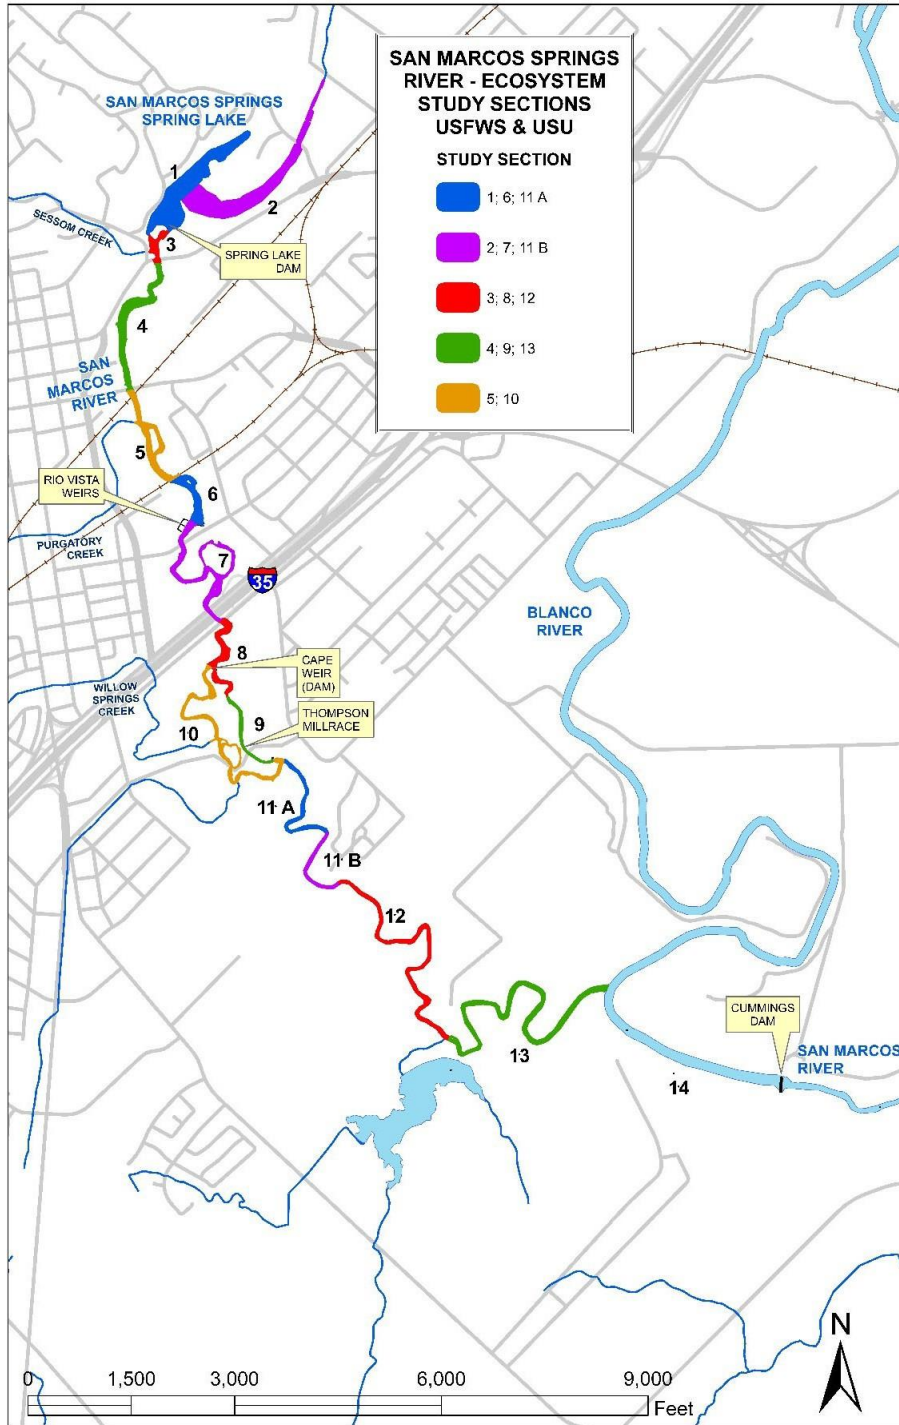 SAN MARCOS SPRINGS
RIVER - ECOSYSTEM
STUDY SECTIONS
USFWS & USU
STUDY SECTION
1; 6; 11 A
2; 7; 11 B
3; 8; 12
4; 9; 13
5; 10
SAN MARCOS SPRINGS
SPRING LAKE
1
2
SESSOM CREEK
3
SPRING LAKE
DAM
4
SAN
MARCOS
RIVER
5
RIO VISTA
WEIRS
6
PURGATORY
CREEK
7
35
BLANCO
RIVER
8
CAPE
WEIR
(DAM)
WILLOW
SPRINGS
CREEK
THOMPSON
MILLRACE
9
10
11 A
11 B
12
CUMMINGS
DAM
13
SAN MARCOS
RIVER
14
N
0
1,500
3,000
6,000
9,000
Feet